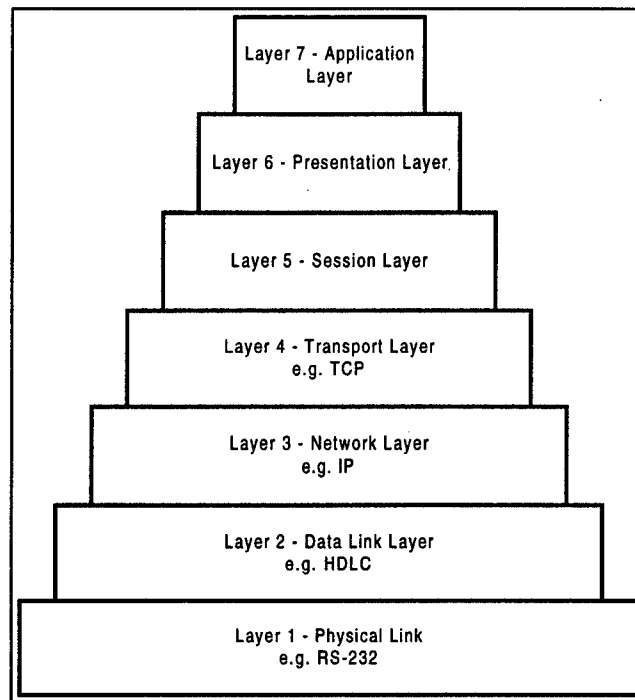 Layer 7 - Application
Layer
Layer 6 - Presentation Layer
Layer 5 - Session Layer
Layer 4 - Transport Layer
e.g. TCP
Layer 3 - Network Layer
e.g. IP
Layer 2 - Data Link Layer
e.g. HDLC
Layer 1 - Physical Link
e.g. RS-232